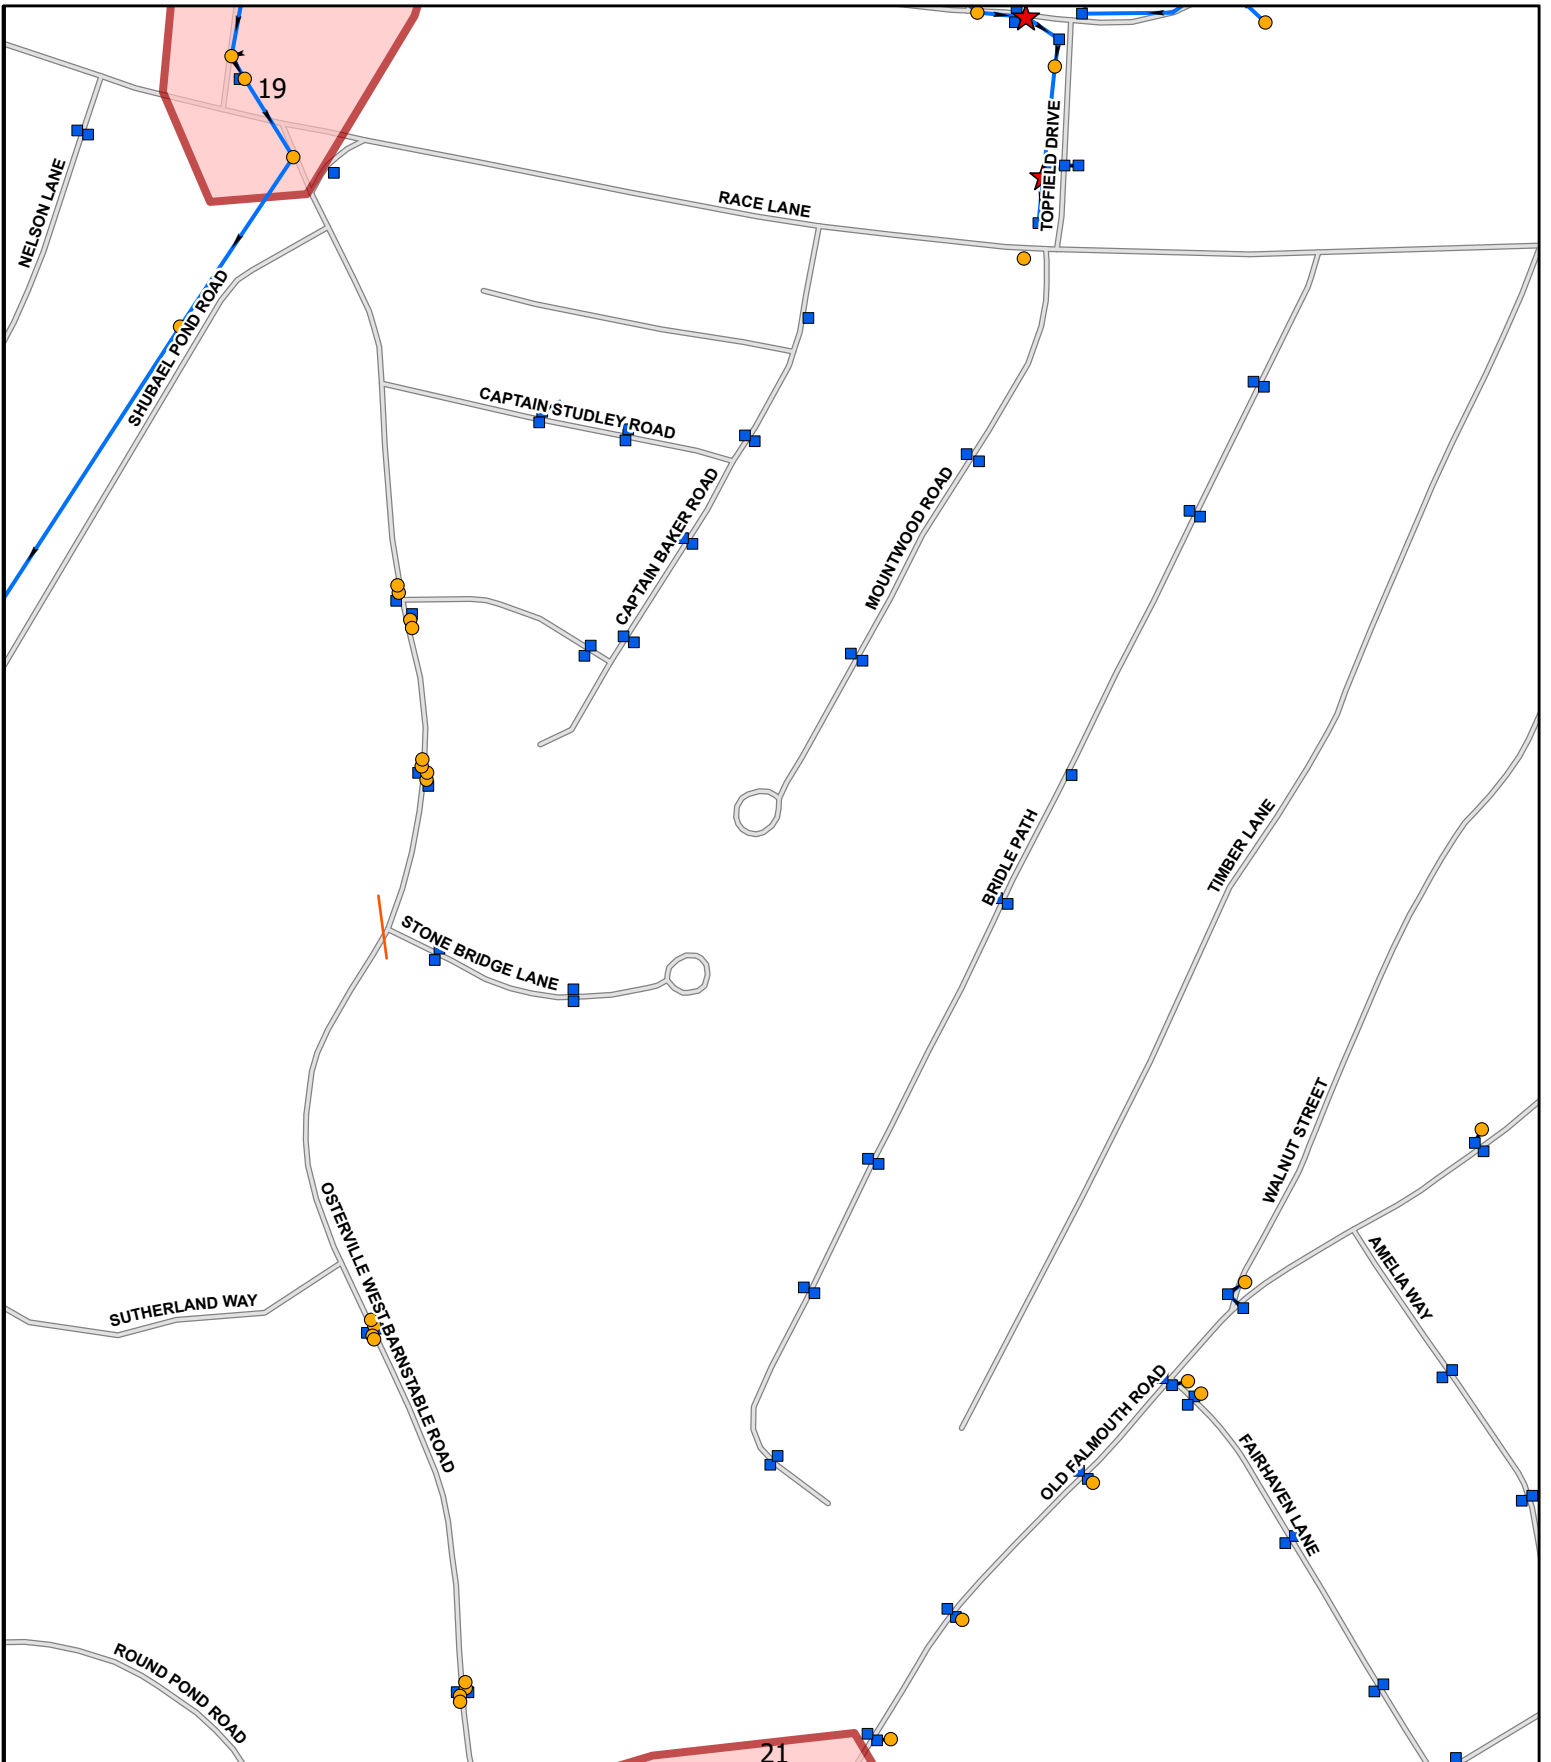 19
NELSON LANE
TOPFIELD DRIVE
RACE LANE
SHUBAEL POND ROAD
CAPTAIN STUDLEY ROAD
CAPTAIN BAKER ROAD
MOUNTWOOD ROAD
BRIDLE PATH
TIMBER LANE
STONE BRIDGE LANE
WALNUT STREET
OSTERVILLE WEST BARNSTABLE ROAD
SUTHERLAND WAY
AMELIA WAY
OLD FALMOUTH ROAD
FAIRHAVEN LANE
ROUND POND ROAD
21